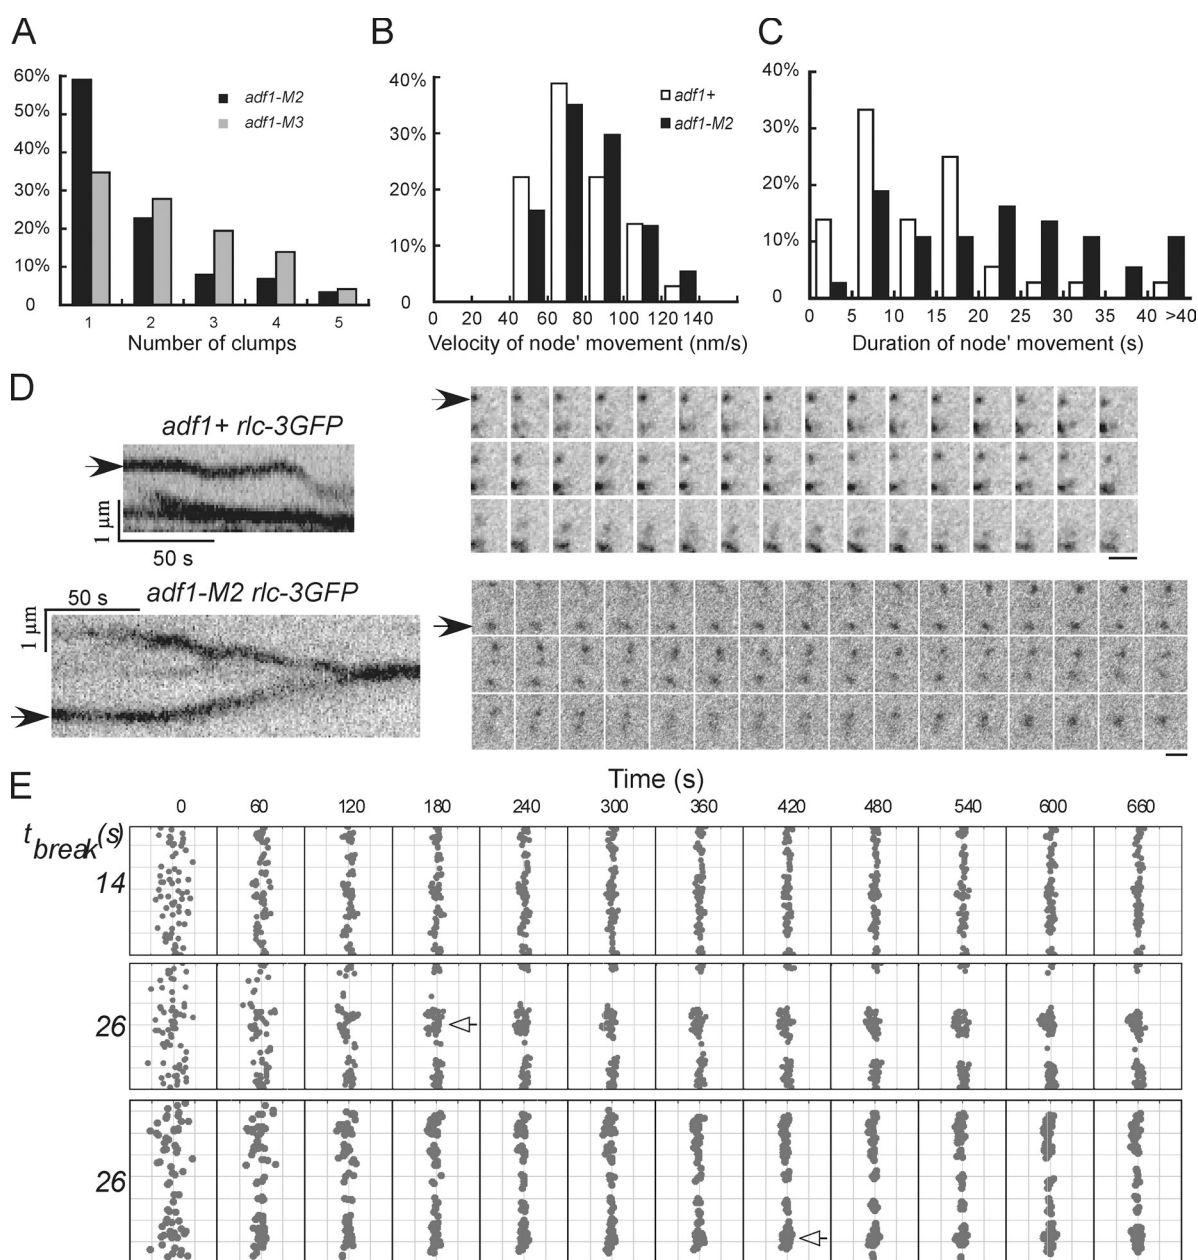 A
60%
50%
40%
30%
20%
10%
0
adf1-M2
adf1-M3
1 2 3 4 5
Number of clumps
B
40%
30%
20%
10%
0
adf1+
adf1-M2
0 20 40 60 80 100 120 140
Velocity of node' movement (nm/s)
C
40%
30%
20%
10%
0
0 5 10 15 20 25 30 35 40 >40
Duration of node' movement (s)
D
adf1+ rlc-3GFP
1 μm
50 s
adf1-M2 rlc-3GFP
50 s
1 μm
E
Time (s)
0 60 120 180 240 300 360 420 480 540 600 660
t break (s)
14
26
26